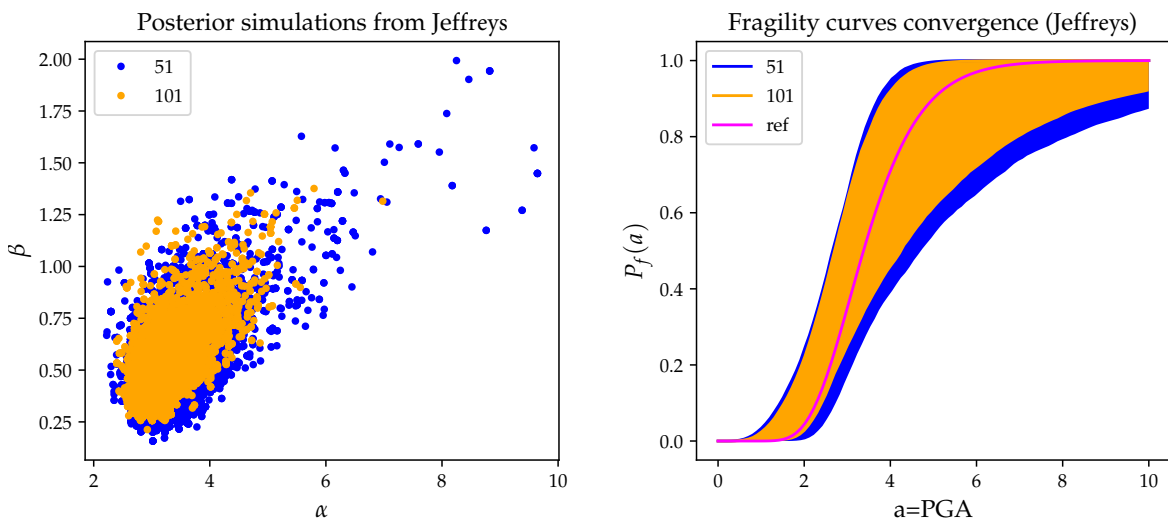 Posterior simulations from Jeffreys
51
101
2.00
1.75
1.50
1.25
1.00
0.75
0.50
0.25
β
2 4 6 8 10
α
Fragility curves convergence (Jeffreys)
51
101
ref
1.0
0.8
0.6
0.4
0.2
0.0
P_f(a)
0 2 4 6 8 10
a=PGA